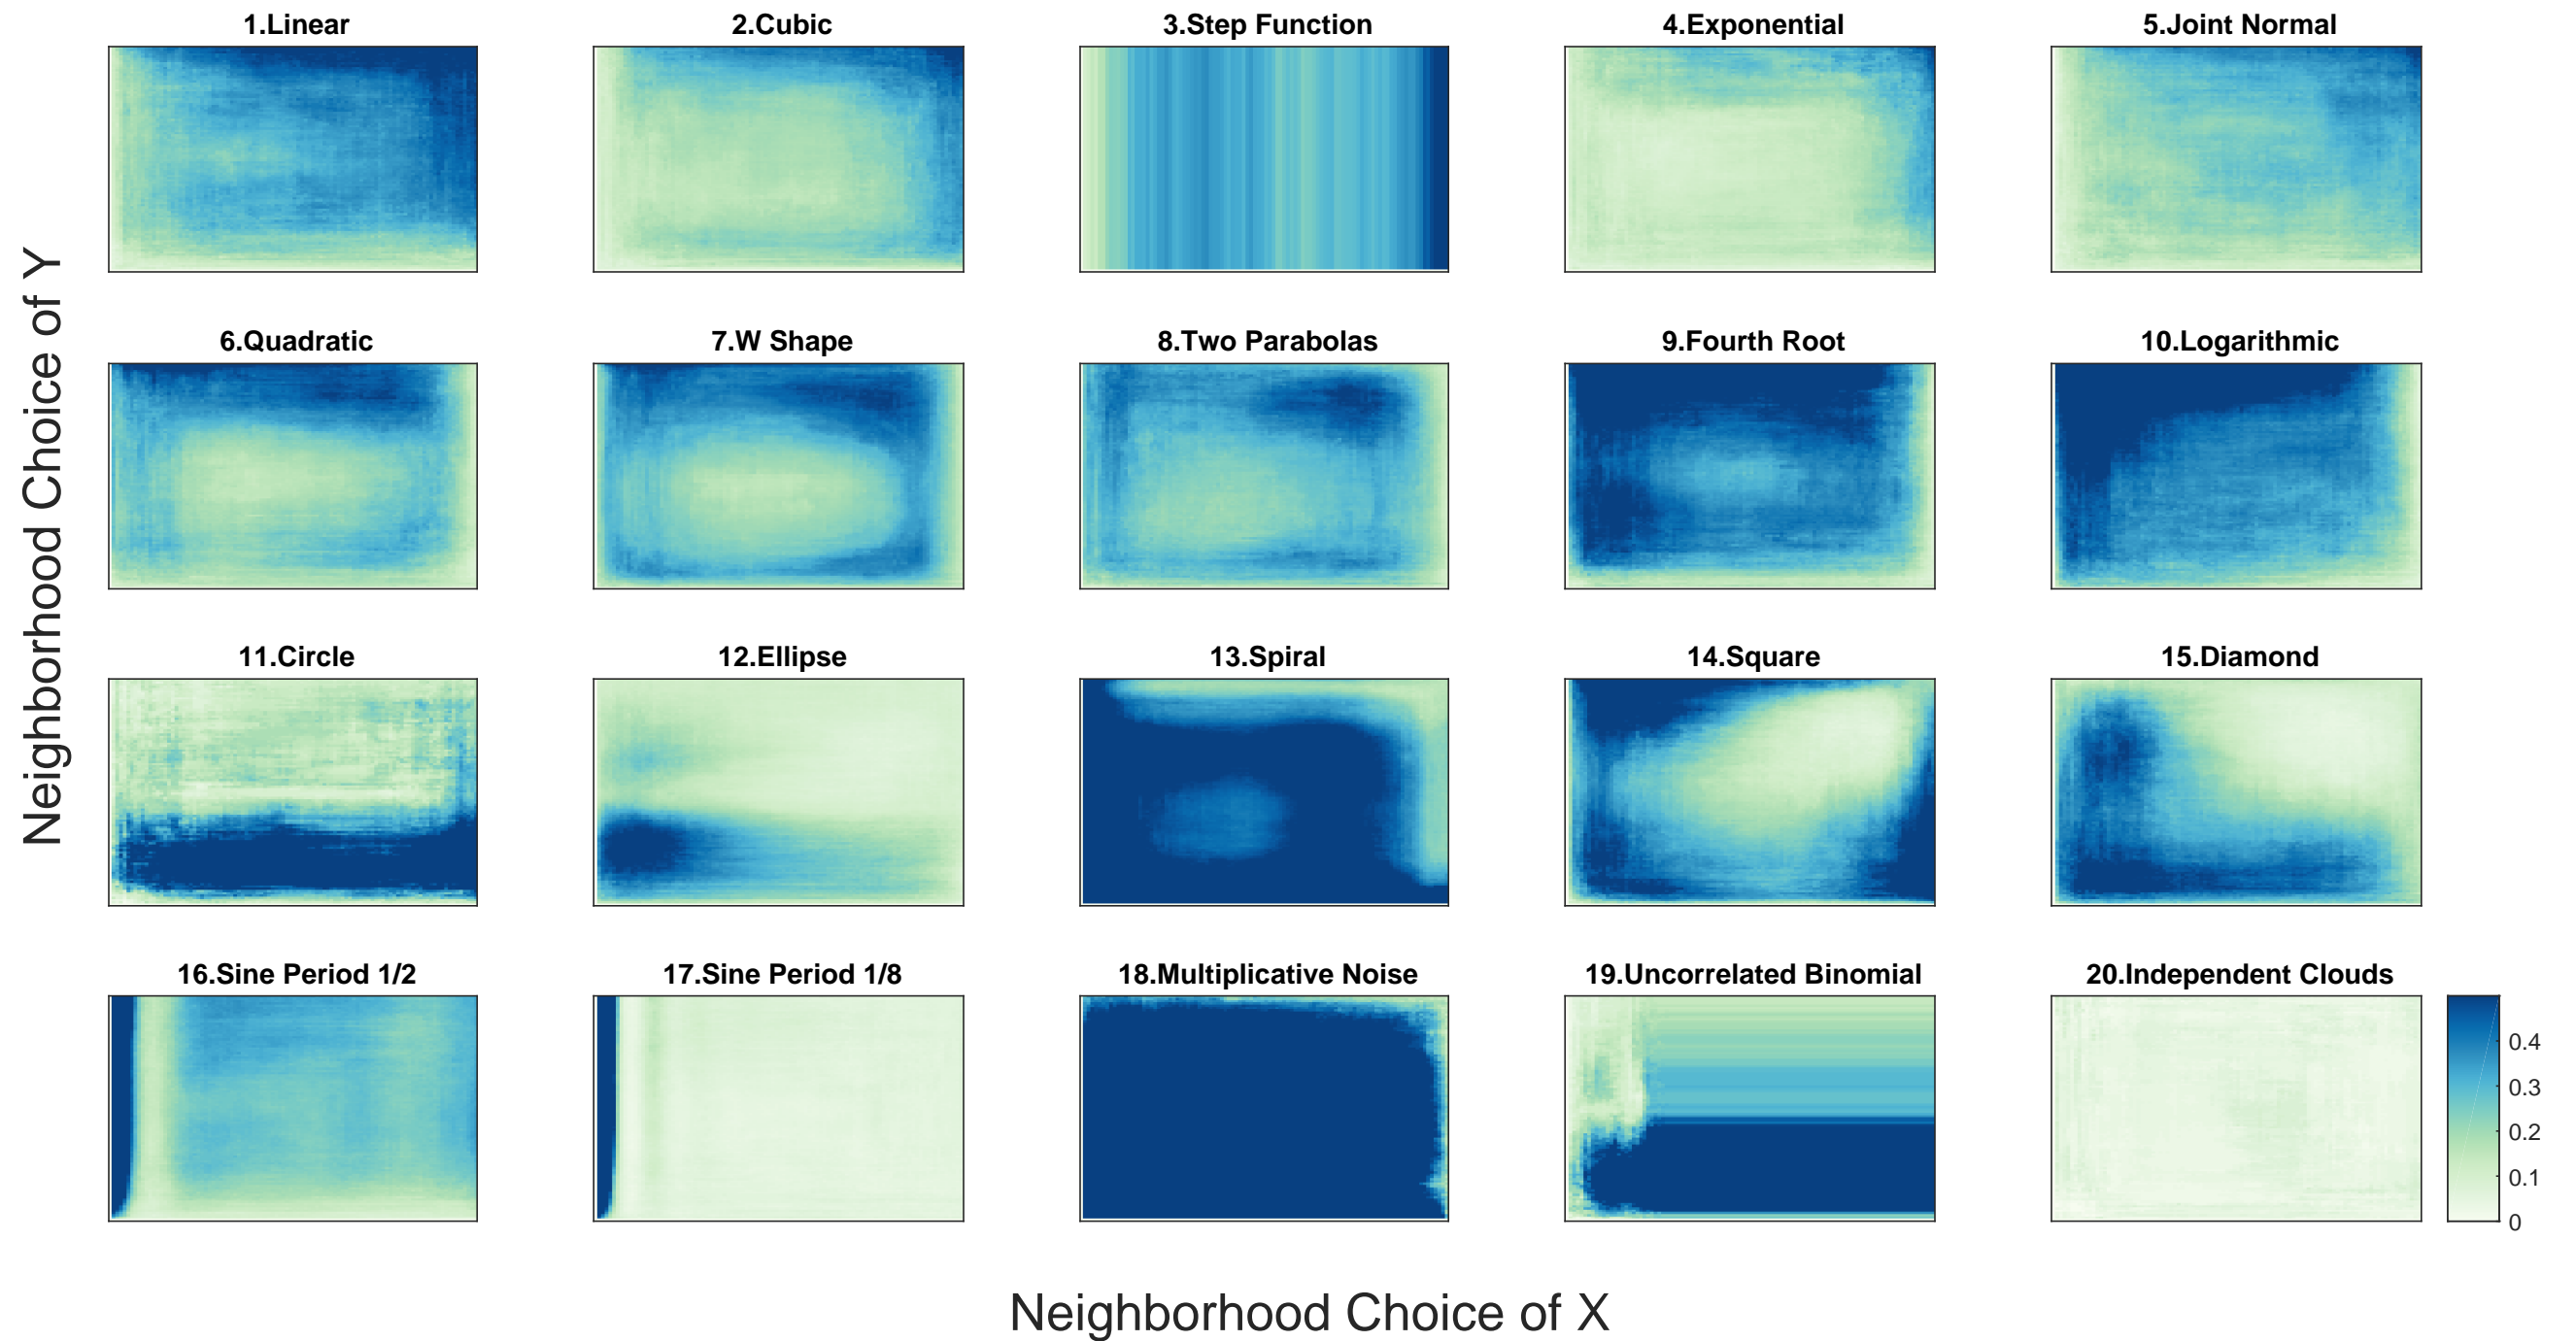 1.Linear
2.Cubic
3.Step Function
4.Exponential
5.Joint Normal
Neighborhood Choice of Y
6.Quadratic
7.W Shape
8.Two Parabolas
9.Fourth Root
10.Logarithmic
11.Circle
12.Ellipse
13.Spiral
14.Square
15.Diamond
16.Sine Period 1/2
17.Sine Period 1/8
18.Multiplicative Noise
19.Uncorrelated Binomial
20.Independent Clouds
0.4
0.3
0.2
0.1
0
Neighborhood Choice of X